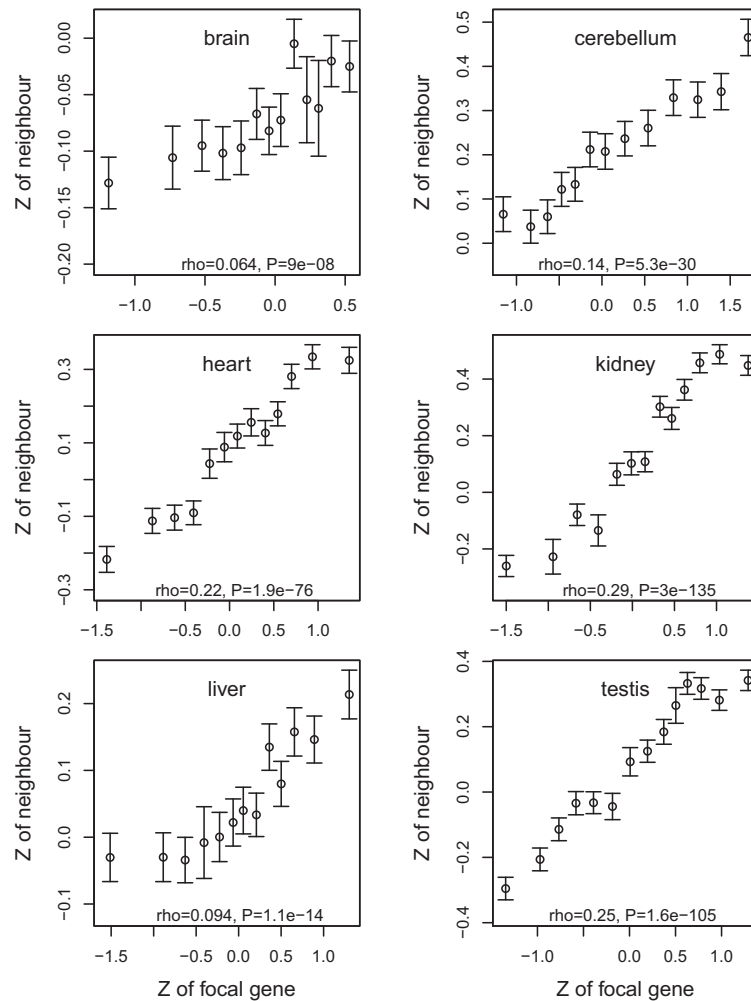 brain
Z of neighbour
0.00
−0.05
−0.10
−0.15
−0.20
rho=0.064, P=9e−08
−1.0 −0.5 0.0 0.5
cerebellum
Z of neighbour
0.5
0.4
0.3
0.2
0.1
0.0
rho=0.14, P=5.3e−30
−1.0 0.0 0.5 1.0 1.5
heart
Z of neighbour
0.3
0.1
−0.1
−0.3
rho=0.22, P=1.9e−76
−1.5 −0.5 0.0 0.5 1.0
kidney
Z of neighbour
0.4
0.2
0.0
−0.2
rho=0.29, P=3e−135
−1.5 −0.5 0.0 0.5 1.0
liver
Z of neighbour
0.2
0.1
0.0
−0.1
rho=0.094, P=1.1e−14
−1.5 −0.5 0.0 0.5 1.0
Z of focal gene
testis
Z of neighbour
0.4
0.2
0.0
−0.2
−0.4
rho=0.25, P=1.6e−105
−1.0 0.0 0.5 1.0
Z of focal gene